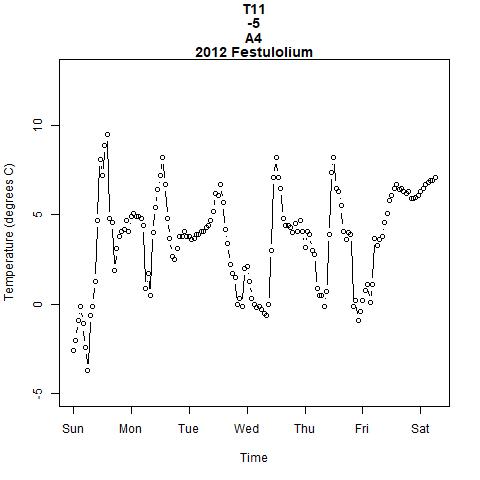 T11
-5
A4
2012 Festulolium
Temperature (degrees C)
10
5
0
-5
Sun Mon Tue Wed Thu Fri Sat
Time